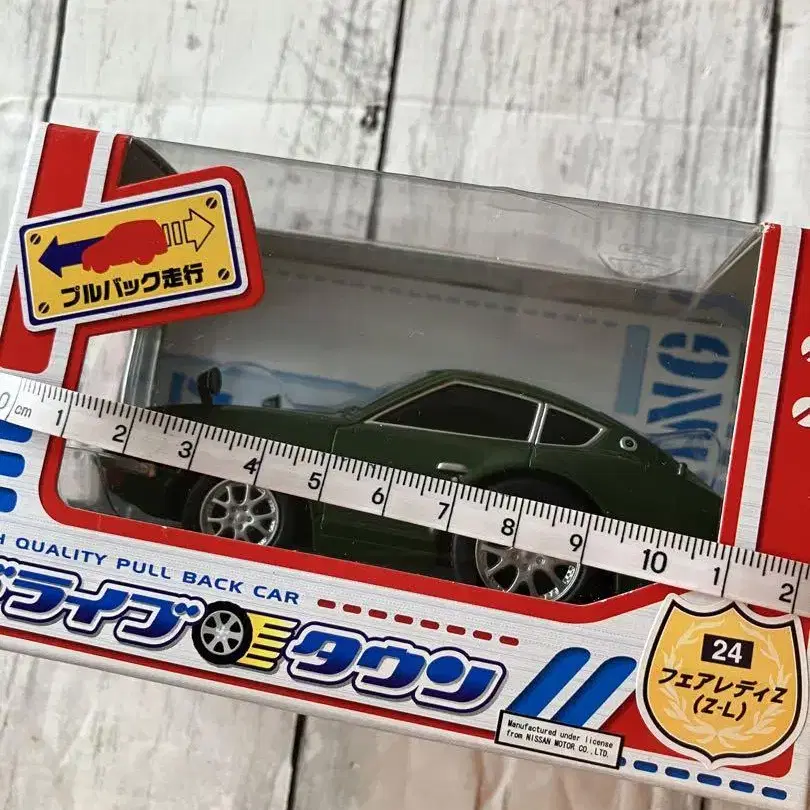 プルバック走行
NG
0 cm 1 2 3 4 5 6 7 8 9 10 1 2
QUALITY PULL BACK CAR
ドライブタウン
24
フェアレディZ
(Z-L)
Manufactured under license
from NISSAN MOTOR CO.,LTD.